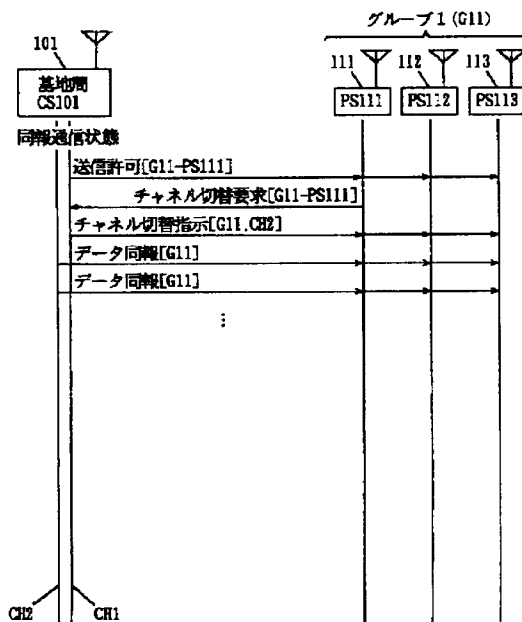 グループ1 (G11)
101
111
112
113
基地間
CS101
PS111
PS112
PS113
同報通信状態
送信許可[G11-PS111]
チャネル切替要求[G11-PS111]
チャネル切替指示[G11.CH2]
データ同報[G11]
データ同報[G11]
⋮
CH2
CH1